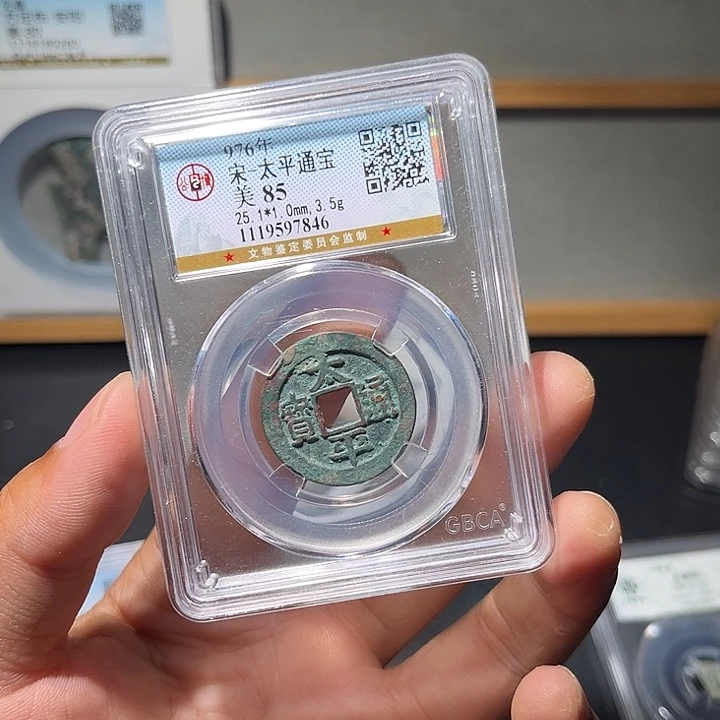 976年
宋 太平通宝
美 85
25.1*1.0mm, 3.5g
1119597846
★ 文物鉴定委员会监制 ★
太平通寳
GBCA®